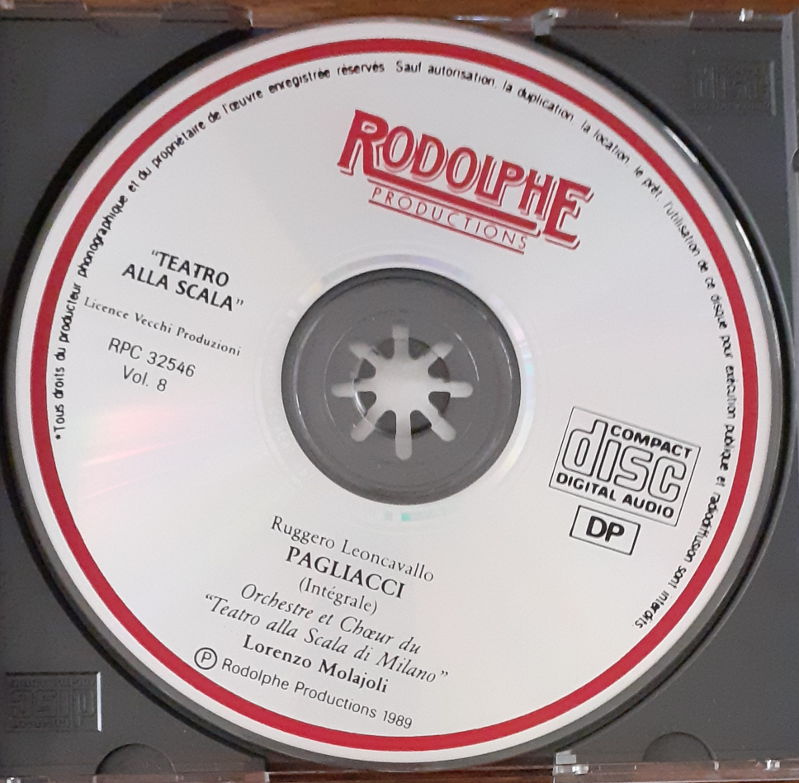 *Tous droits du producteur phonographique et du propriétaire de l'œuvre enregistrée réservés. Sauf autorisation, la duplication, la location, le prêt, l'utilisation de ce disque pour exécution publique et radiodiffusion sont interdits.
RODOLPHE
PRODUCTIONS
"TEATRO
ALLA SCALA"
Licence Vecchi Produzioni
RPC 32546
Vol. 8
COMPACT
disc
DIGITAL AUDIO
DP
Ruggero Leoncavallo
PAGLIACCI
(Intégrale)
Orchestre et Chœur du
"Teatro alla Scala di Milano"
Lorenzo Molajoli
Ⓟ Rodolphe Productions 1989